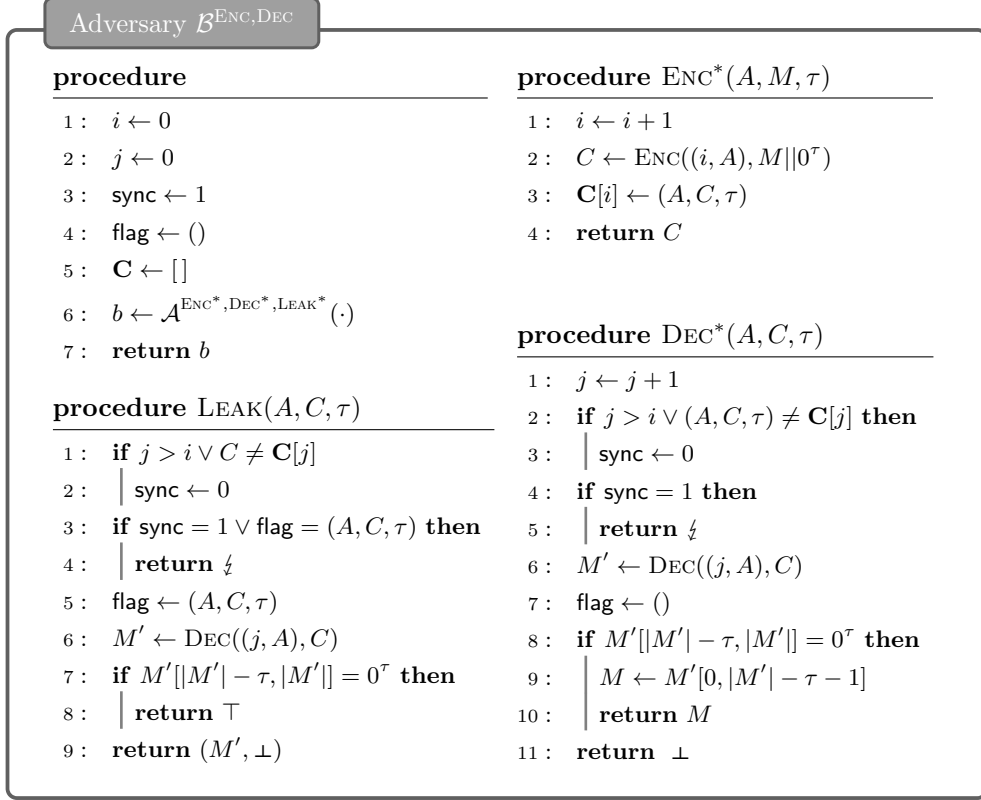 Adversary 𝓑^{ENC,DEC}
procedure
1 : i ← 0
2 : j ← 0
3 : sync ← 1
4 : flag ← ()
5 : C ← [ ]
6 : b ← 𝓐^{ENC*,DEC*,LEAK*}(·)
7 : return b
procedure LEAK(A, C, τ)
1 : if j > i ∨ C ≠ C[j]
2 : sync ← 0
3 : if sync = 1 ∨ flag = (A, C, τ) then
4 : return ↯
5 : flag ← (A, C, τ)
6 : M′ ← DEC((j, A), C)
7 : if M′[|M′| − τ, |M′|] = 0^τ then
8 : return ⊤
9 : return (M′, ⊥)
procedure ENC*(A, M, τ)
1 : i ← i + 1
2 : C ← ENC((i, A), M||0^τ)
3 : C[i] ← (A, C, τ)
4 : return C
procedure DEC*(A, C, τ)
1 : j ← j + 1
2 : if j > i ∨ (A, C, τ) ≠ C[j] then
3 : sync ← 0
4 : if sync = 1 then
5 : return ↯
6 : M′ ← DEC((j, A), C)
7 : flag ← ()
8 : if M′[|M′| − τ, |M′|] = 0^τ then
9 : M ← M′[0, |M′| − τ − 1]
10 : return M
11 : return ⊥